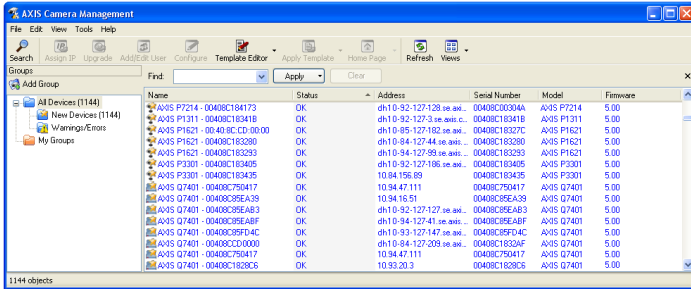 AXIS Camera Management
File Edit View Tools Help
Search Assign IP Upgrade Add/Edit User Configure Template Editor Apply Template Home Page Refresh Views
Groups
Add Group
Find: Apply Clear
All Devices (1144)
New Devices (1144)
Warnings/Errors
My Groups
Name Status Address Serial Number Model Firmware
AXIS P7214 - 00408C184173 OK dh10-92-127-128.se.axi... 00408C00304A AXIS P7214 5.00
AXIS P1311 - 00408C18341B OK dh10-92-127-3.se.axis.c... 00408C18341B AXIS P1311 5.00
AXIS P1621 - 00:40:8C:CD:00:00 OK dh10-85-127-182.se.axi... 00408C18327C AXIS P1621 5.00
AXIS P1621 - 00408C183280 OK dh10-84-127-44.se.axis.... 00408C183280 AXIS P1621 5.00
AXIS P1621 - 00408C183293 OK dh10-94-127-99.se.axis.... 00408C183293 AXIS P1621 5.00
AXIS P3301 - 00408C183405 OK dh10-92-127-186.se.axi... 00408C183405 AXIS P3301 5.00
AXIS P3301 - 00408C183435 OK 10.84.156.89 00408C183435 AXIS P3301 5.00
AXIS Q7401 - 00408C750417 OK 10.94.47.111 00408C750417 AXIS Q7401 5.00
AXIS Q7401 - 00408C85EA39 OK 10.94.16.51 00408C85EA39 AXIS Q7401 5.00
AXIS Q7401 - 00408C85EAB3 OK dh10-92-127-127.se.axi... 00408C85EAB3 AXIS Q7401 5.00
AXIS Q7401 - 00408C85EABF OK dh10-94-127-41.se.axis.... 00408C85EABF AXIS Q7401 5.00
AXIS Q7401 - 00408C85FD4C OK dh10-93-127-147.se.axi... 00408C85FD4C AXIS Q7401 5.00
AXIS Q7401 - 00408CCD0000 OK dh10-84-127-209.se.axi... 00408C1832AF AXIS Q7401 5.00
AXIS Q7401 - 00408C750417 OK 10.94.47.111 00408C750417 AXIS Q7401 5.00
AXIS Q7401 - 00408C1828C6 OK 10.93.20.3 00408C1828C6 AXIS Q7401 5.00
1144 objects